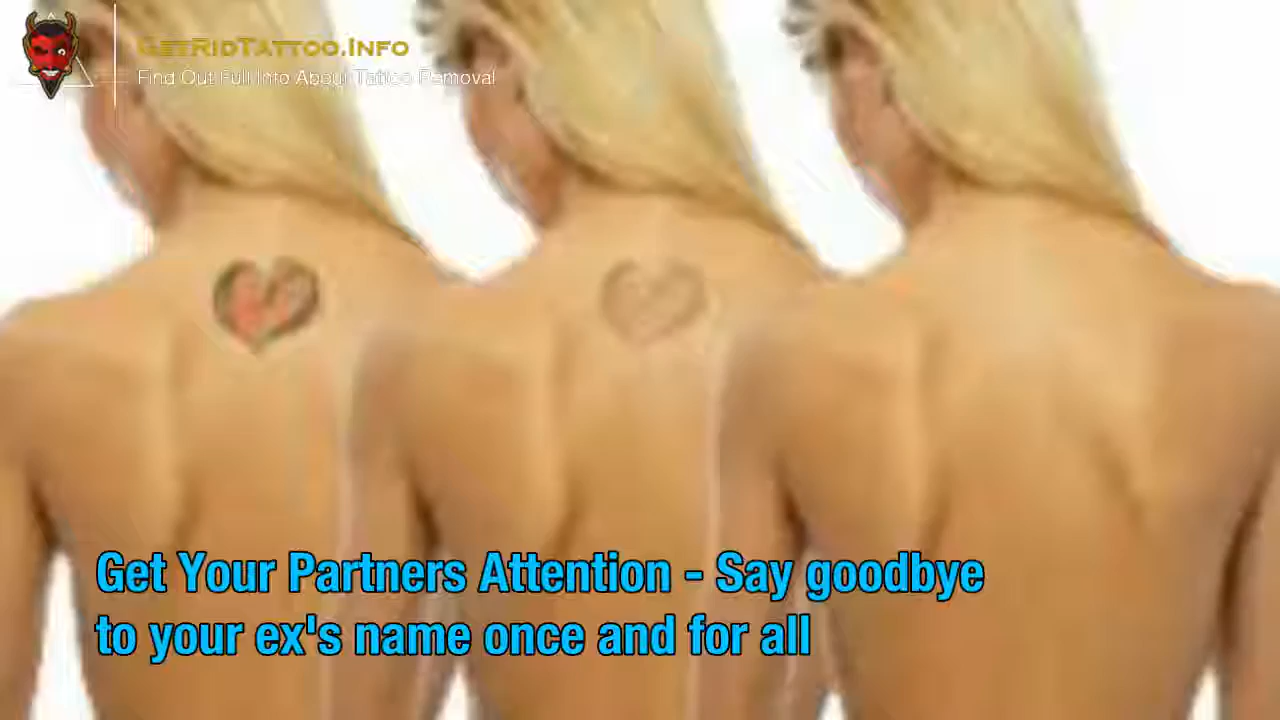 GetRidTattoo.Info
Find Out Full Info About Tattoo Removal
Get Your Partners Attention - Say goodbye
to your ex's name once and for all